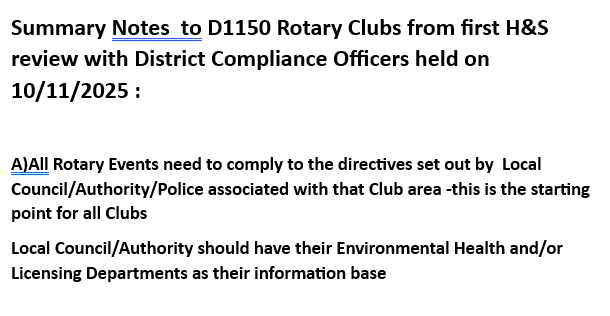 Summary Notes  to D1150 Rotary Clubs from first H&S
review with District Compliance Officers held on
10/11/2025 :
A)All Rotary Events need to comply to the directives set out by  Local
Council/Authority/Police associated with that Club area -this is the starting
point for all Clubs
Local Council/Authority should have their Environmental Health and/or
Licensing Departments as their information base